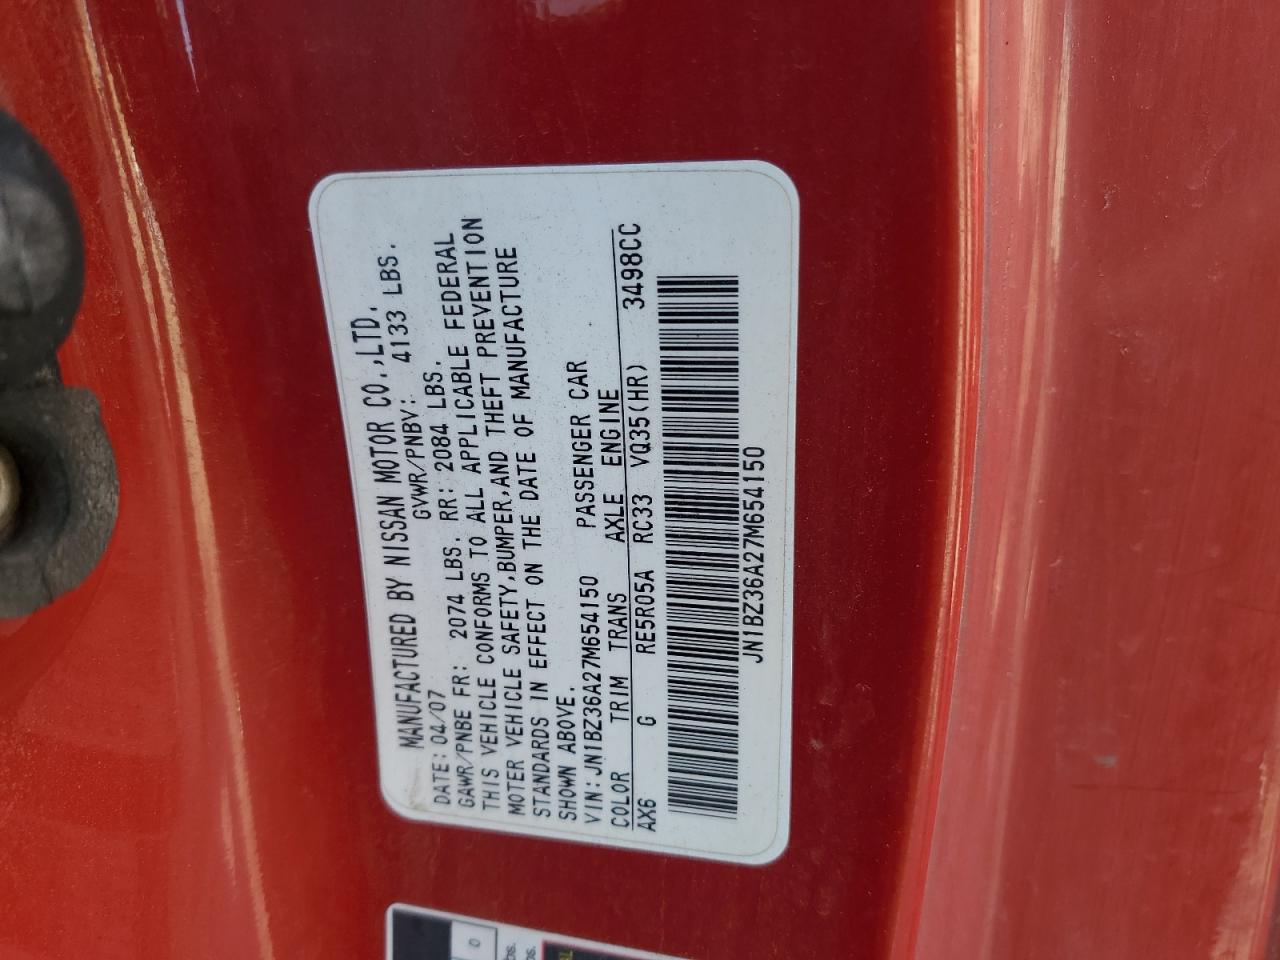 MANUFACTURED BY NISSAN MOTOR CO.,LTD.
DATE: 04/07 GVWR/PNBV: 4133 LBS.
GAWR/PNBE FR: 2074 LBS. RR: 2084 LBS.
THIS VEHICLE CONFORMS TO ALL APPLICABLE FEDERAL
MOTOR VEHICLE SAFETY,BUMPER,AND THEFT PREVENTION
STANDARDS IN EFFECT ON THE DATE OF MANUFACTURE
SHOWN ABOVE.
VIN: JN1BZ36A27M654150 PASSENGER CAR
COLOR TRIM TRANS AXLE ENGINE
AX6 G RE5R05A RC33 VQ35(HR) 3498CC
JN1BZ36A27M654150
0